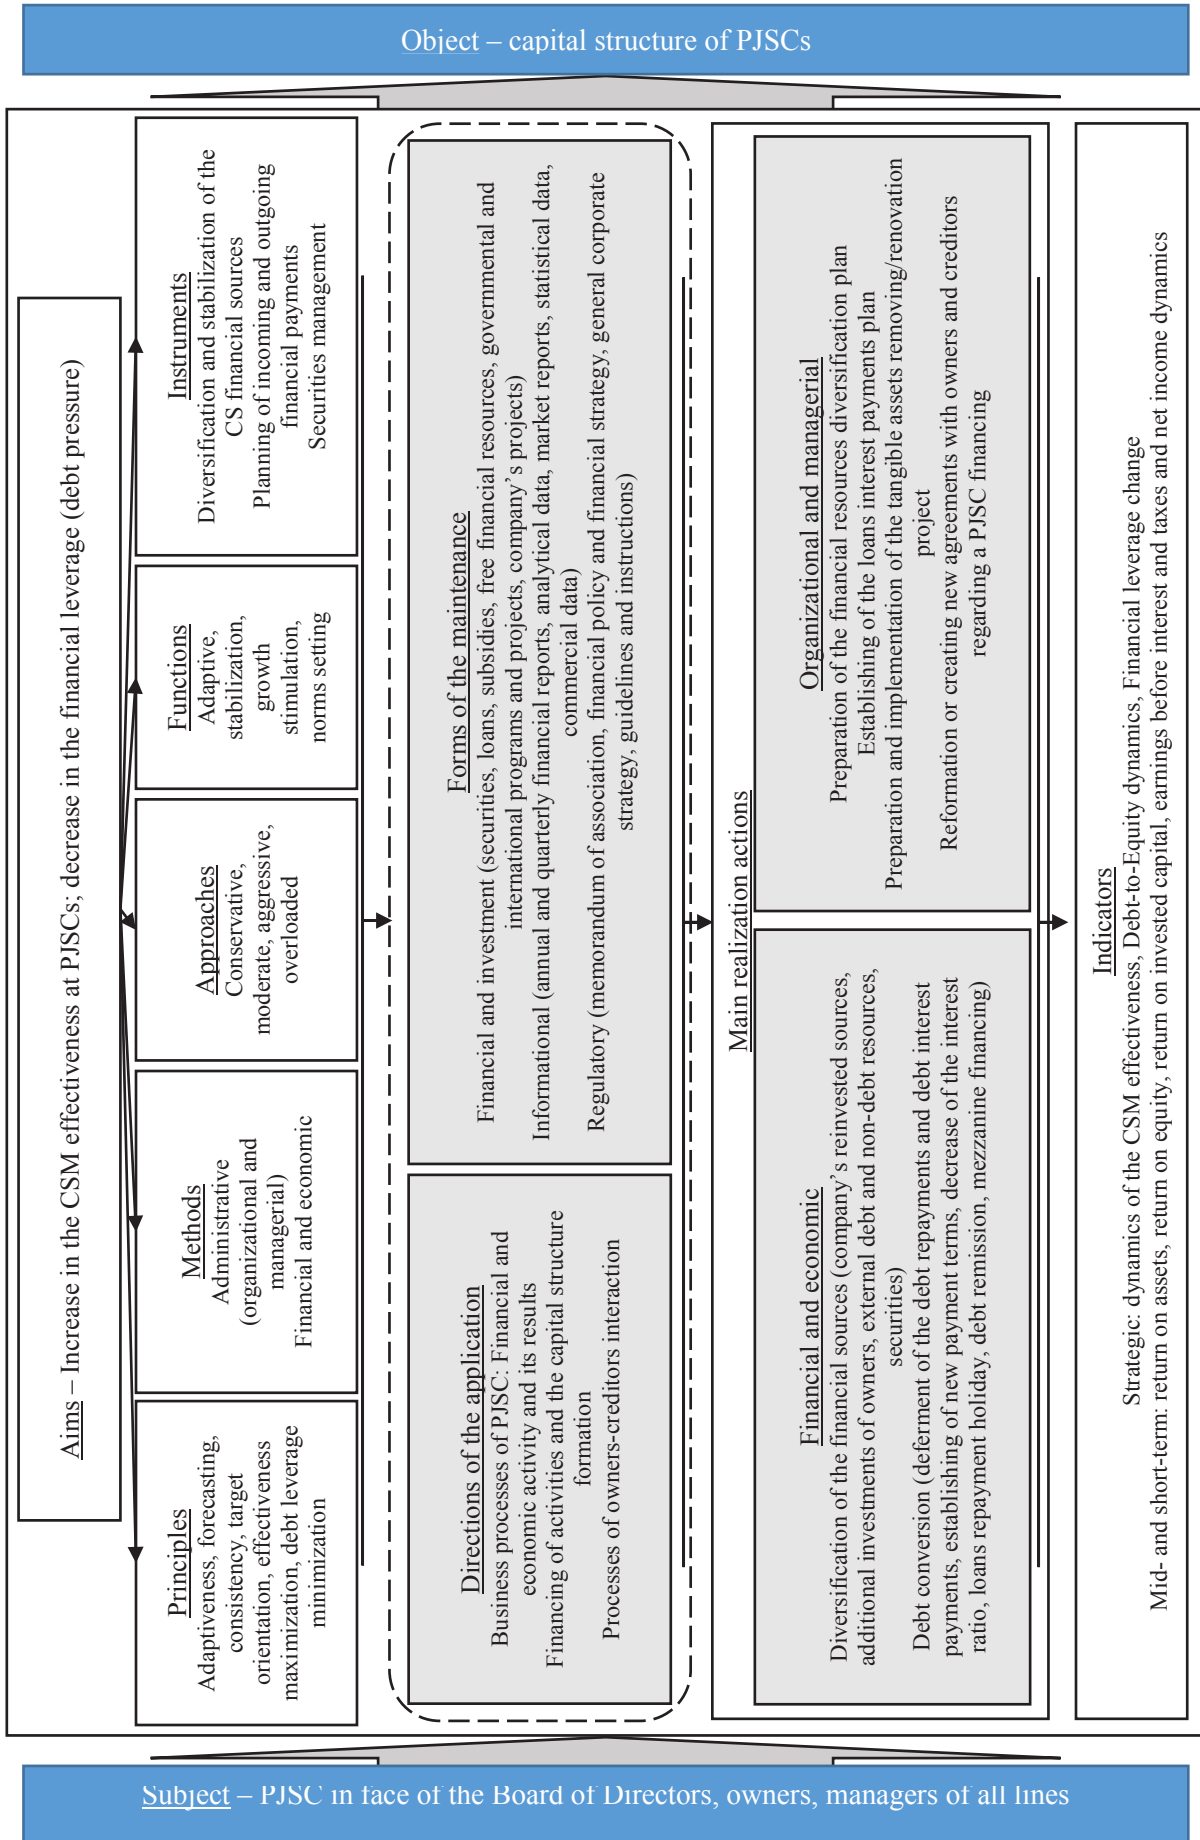 Object – capital structure of PJSCs
Aims – Increase in the CSM effectiveness at PJSCs; decrease in the financial leverage (debt pressure)
Principles
Adaptiveness, forecasting,
consistency, target
orientation, effectiveness
maximization, debt leverage
minimization
Methods
Administrative
(organizational and
managerial)
Financial and economic
Approaches
Conservative,
moderate, aggressive,
overloaded
Functions
Adaptive,
stabilization,
growth
stimulation,
norms setting
Instruments
Diversification and stabilization of the
CS financial sources
Planning of incoming and outgoing
financial payments
Securities management
Directions of the application
Business processes of PJSC: Financial and
economic activity and its results
Financing of activities and the capital structure
formation
Processes of owners-creditors interaction
Forms of the maintenance
Financial and investment (securities, loans, subsidies, free financial resources, governmental and
international programs and projects, company's projects)
Informational (annual and quarterly financial reports, analytical data, market reports, statistical data,
commercial data)
Regulatory (memorandum of association, financial policy and financial strategy, general corporate
strategy, guidelines and instructions)
Main realization actions
Financial and economic
Diversification of the financial sources (company's reinvested sources,
additional investments of owners, external debt and non-debt resources,
securities)
Debt conversion (deferment of the debt repayments and debt interest
payments, establishing of new payment terms, decrease of the interest
ratio, loans repayment holiday, debt remission, mezzanine financing)
Organizational and managerial
Preparation of the financial resources diversification plan
Establishing of the loans interest payments plan
Preparation and implementation of the tangible assets removing/renovation
project
Reformation or creating new agreements with owners and creditors
regarding a PJSC financing
Indicators
Strategic: dynamics of the CSM effectiveness, Debt-to-Equity dynamics, Financial leverage change
Mid- and short-term: return on assets, return on equity, return on invested capital, earnings before interest and taxes and net income dynamics
Subject – PJSC in face of the Board of Directors, owners, managers of all lines